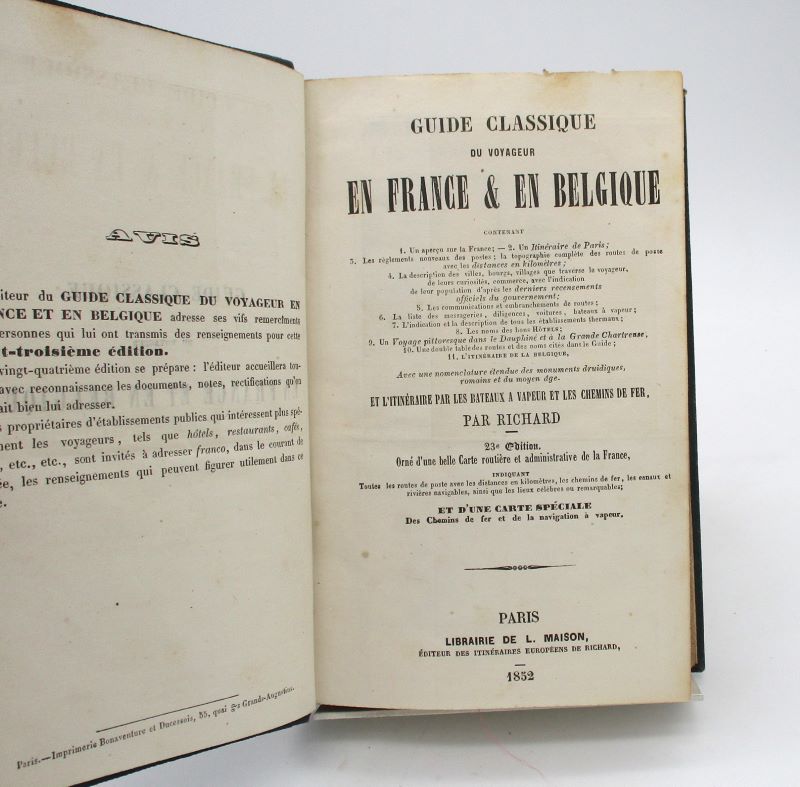 AVIS
iteur du GUIDE CLASSIQUE DU VOYAGEUR EN
NCE ET EN BELGIQUE adresse ses vifs remercîments
ersonnes qui lui ont transmis des renseignements pour cette
t-troisième édition.
vingt-quatrième édition se prépare : l'éditeur accueillera tou-
avec reconnaissance les documents, notes, rectifications qu'on
ait bien lui adresser.
s propriétaires d'établissements publics qui intéressent plus spé-
ment les voyageurs, tels que hôtels, restaurants, cafés,
, etc., etc., sont invités à adresser franco, dans le courant de
ée, les renseignements qui peuvent figurer utilement dans ce
e.
Paris.—Imprimerie Bonaventure et Ducessois, 55, quai des Grands-Augustins.
GUIDE CLASSIQUE
DU VOYAGEUR
EN FRANCE & EN BELGIQUE
CONTENANT
1. Un aperçu sur la France; — 2. Un Itinéraire de Paris;
3. Les règlements nouveaux des postes; la topographie complète des routes de poste
avec les distances en kilomètres;
4. La description des villes, bourgs, villages que traverse le voyageur,
de leurs curiosités, commerce, avec l'indication
de leur population d'après les derniers recensements
officiels du gouvernement;
5. Les communications et embranchements de routes;
6. La liste des messageries, diligences, voitures, bateaux à vapeur;
7. L'indication et la description de tous les établissements thermaux;
8. Les noms des bons HÔTELS;
9. Un Voyage pittoresque dans le Dauphiné et à la Grande Chartreuse,
10. Une double table des routes et des noms cités dans le Guide;
11. L'ITINÉRAIRE DE LA BELGIQUE,
Avec une nomenclature étendue des monuments druidiques,
romains et du moyen âge.
ET L'ITINÉRAIRE PAR LES BATEAUX A VAPEUR ET LES CHEMINS DE FER,
PAR RICHARD
23e Edition.
Orné d'une belle Carte routière et administrative de la France,
INDIQUANT
Toutes les routes de poste avec les distances en kilomètres, les chemins de fer, les canaux et
rivières navigables, ainsi que les lieux célèbres ou remarquables;
ET D'UNE CARTE SPÉCIALE
Des Chemins de fer et de la navigation à vapeur.
PARIS
LIBRAIRIE DE L. MAISON,
ÉDITEUR DES ITINÉRAIRES EUROPÉENS DE RICHARD,
1852